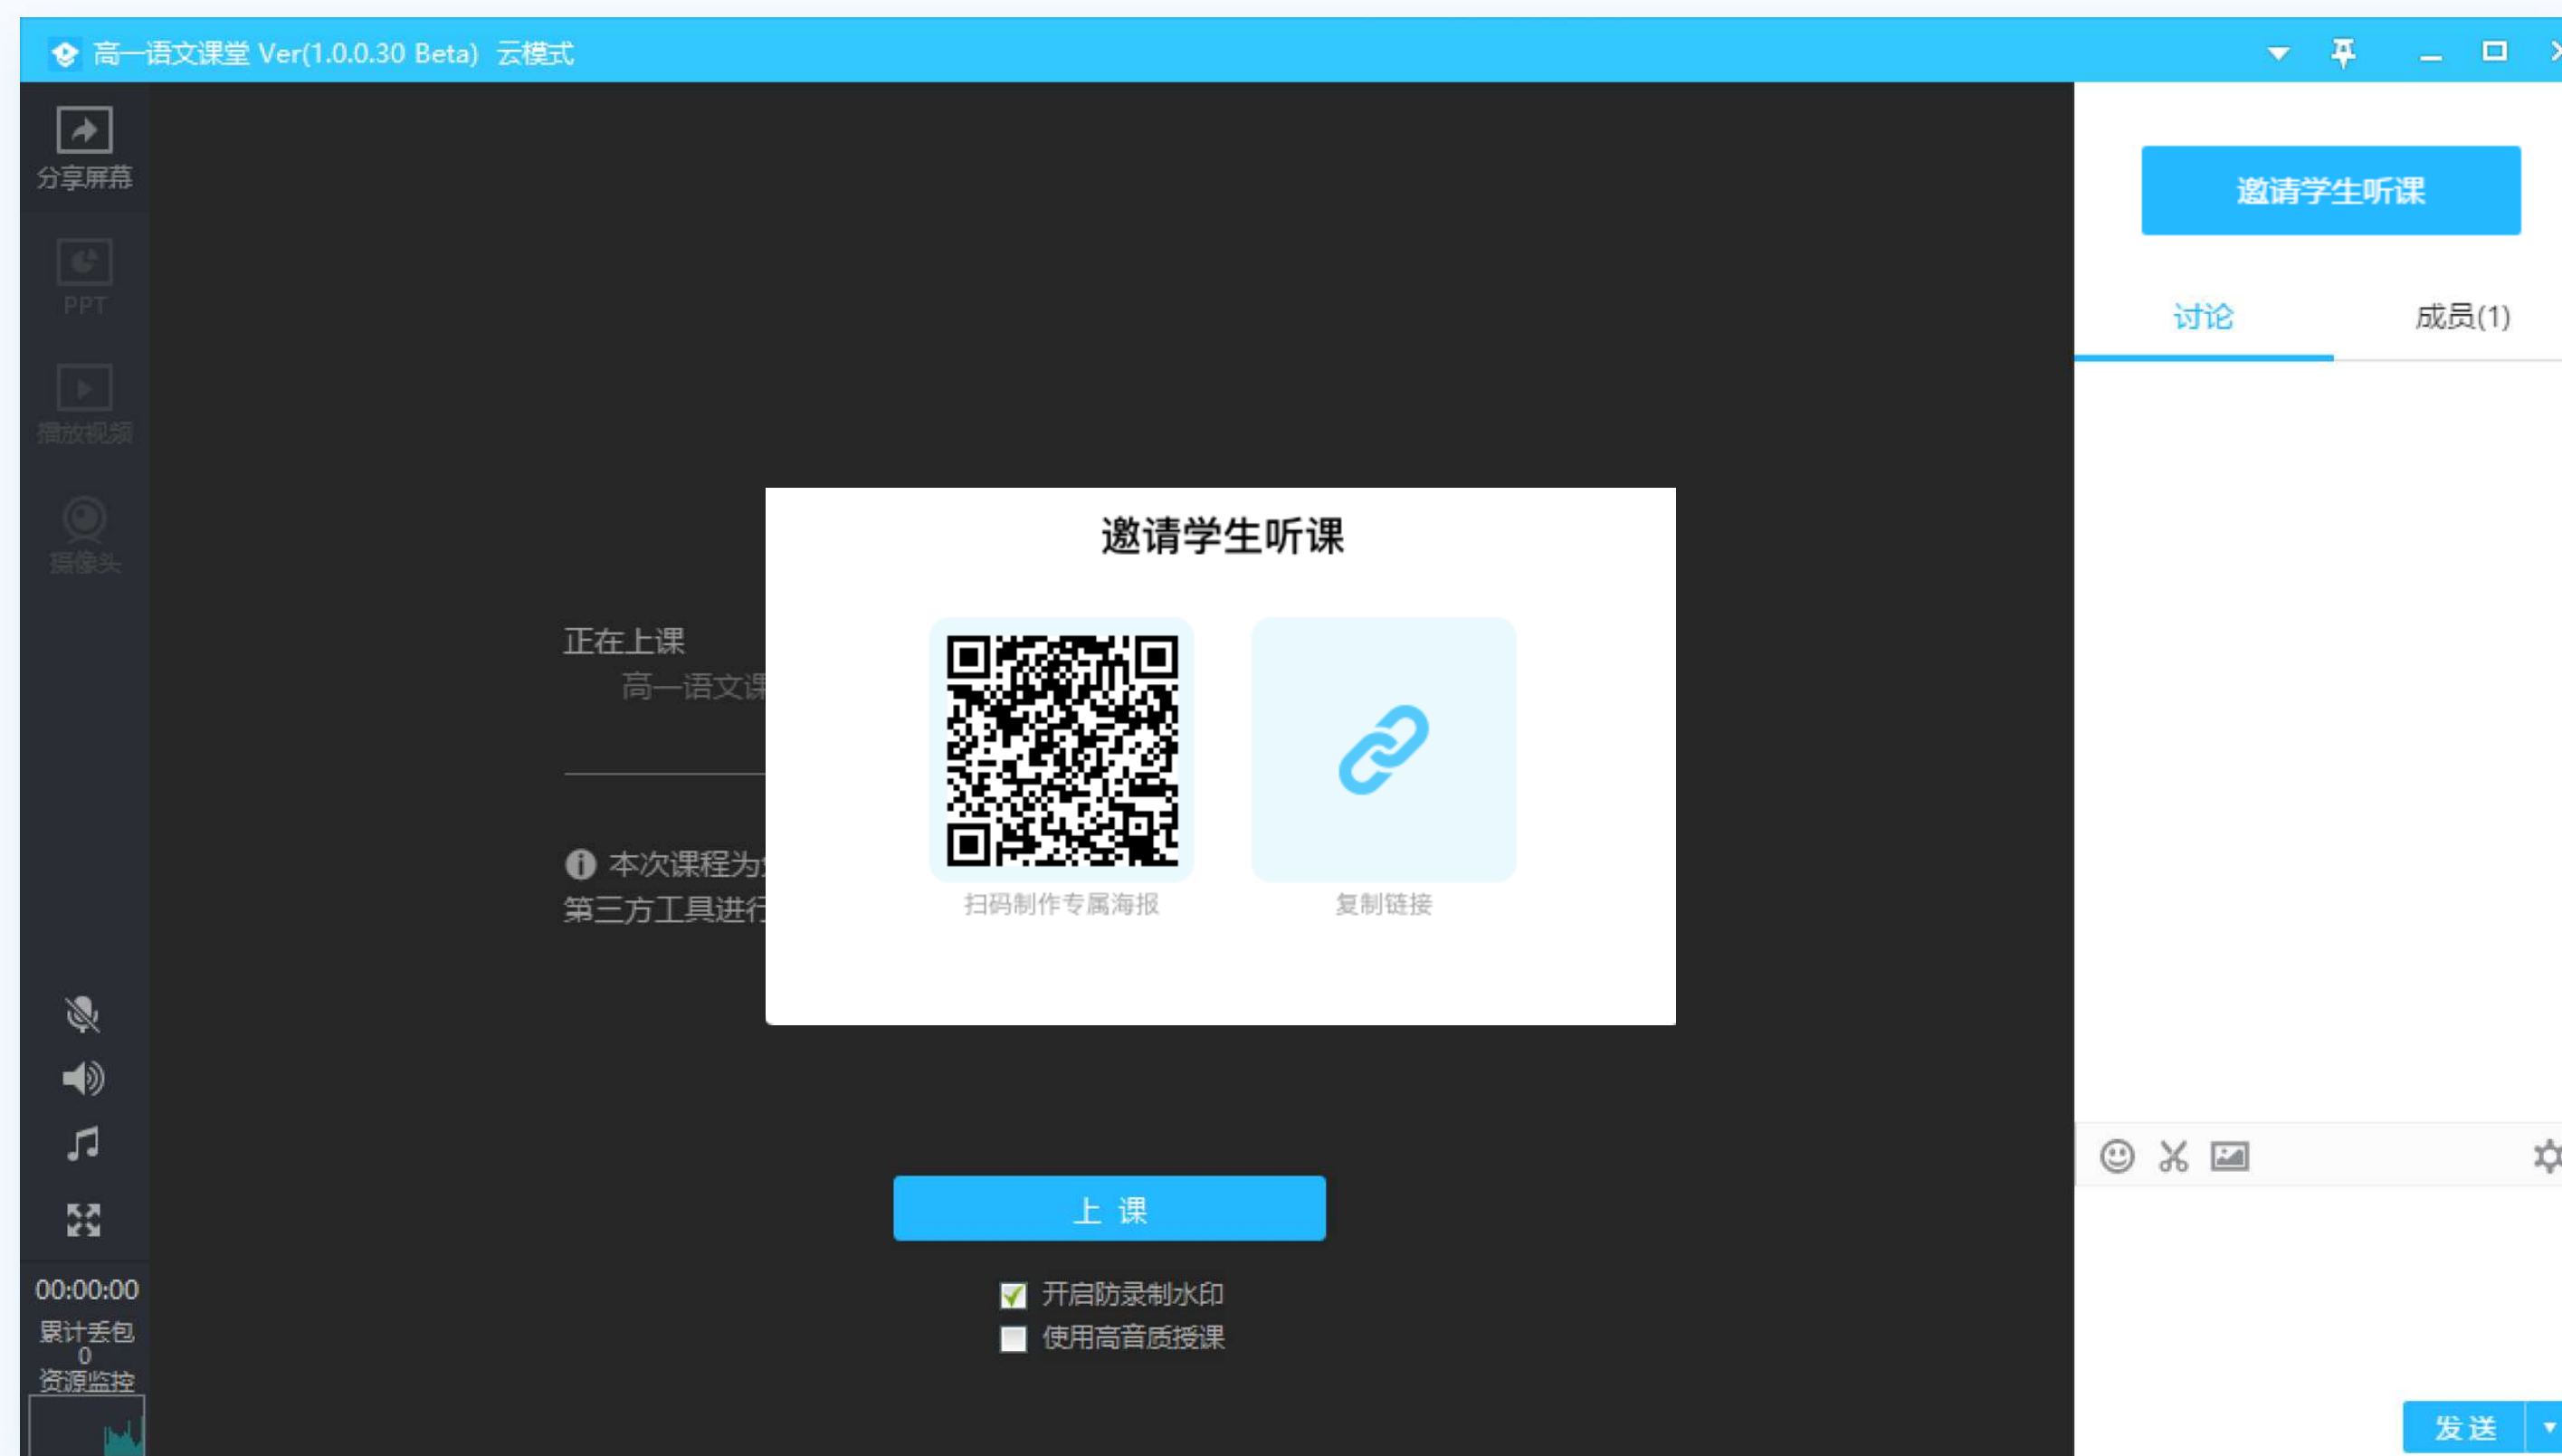 高一语文课堂 Ver(1.0.0.30 Beta) 云模式
分享屏幕
PPT
播放视频
摄像头
邀请学生听课
讨论
成员(1)
邀请学生听课
扫码制作专属海报
复制链接
正在上课
高一语文课
本次课程为
第三方工具进行
上 课
开启防录制水印
使用高音质授课
00:00:00
累计丢包
0
资源监控
发送